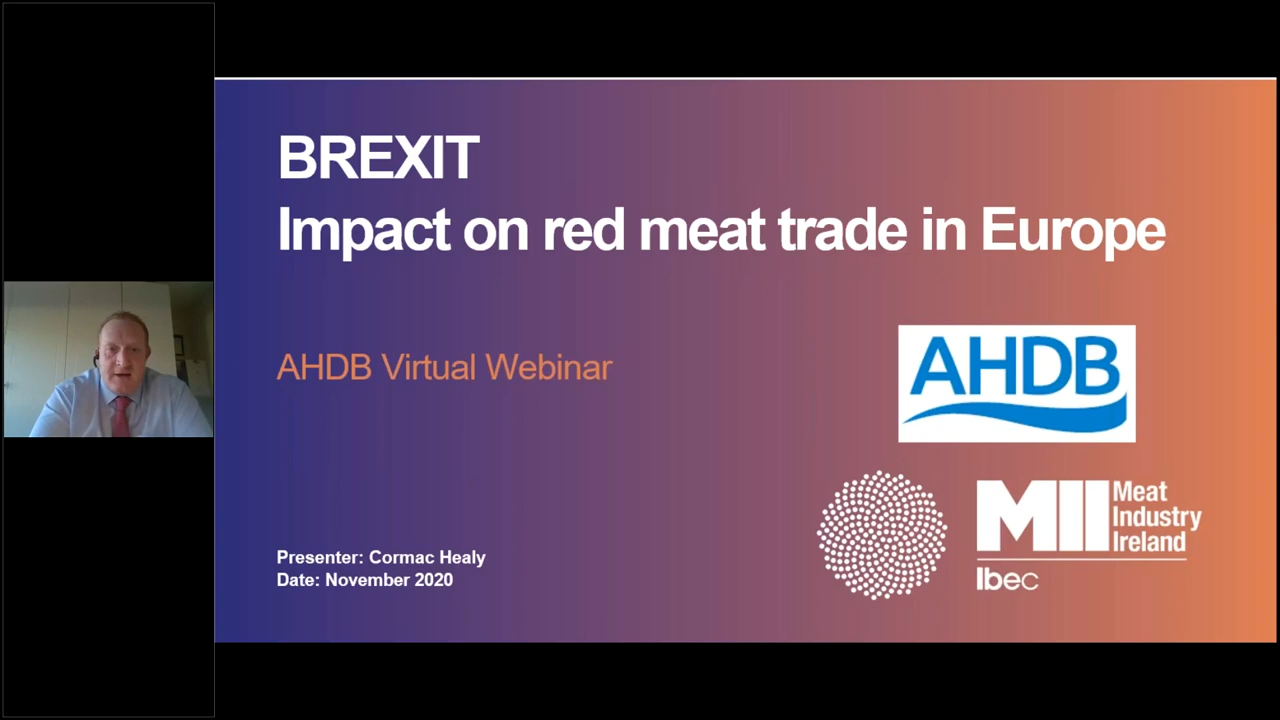 BREXIT
Impact on red meat trade in Europe
AHDB Virtual Webinar
AHDB
Meat
MII Industry
Ireland
Ibec
Presenter: Cormac Healy
Date: November 2020